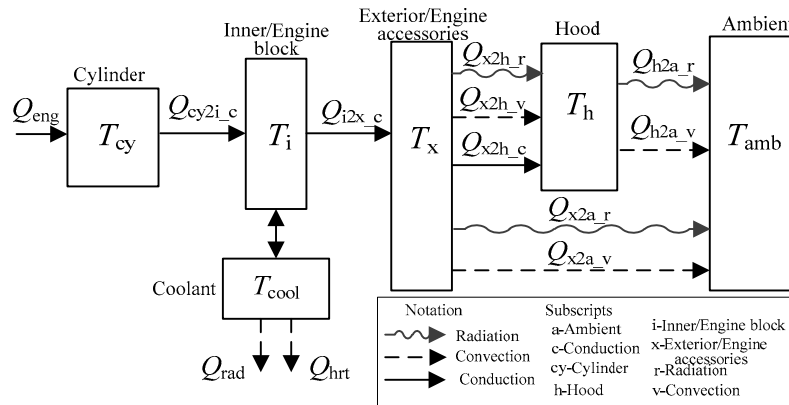 Exterior/Engine
accessories
Hood
Ambient
Inner/Engine
block
Cylinder
Q_eng
T_cy
Q_cy2i_c
T_i
Q_i2x_c
T_x
Q_x2h_r
Q_x2h_v
Q_x2h_c
T_h
Q_h2a_r
Q_h2a_v
T_amb
Q_x2a_r
Q_x2a_v
Coolant
T_cool
Q_rad
Q_hrt
Notation
Radiation
Convection
Conduction
Subscripts
a-Ambient
c-Conduction
cy-Cylinder
h-Hood
i-Inner/Engine block
x-Exterior/Engine
accessories
r-Radiation
v-Convection